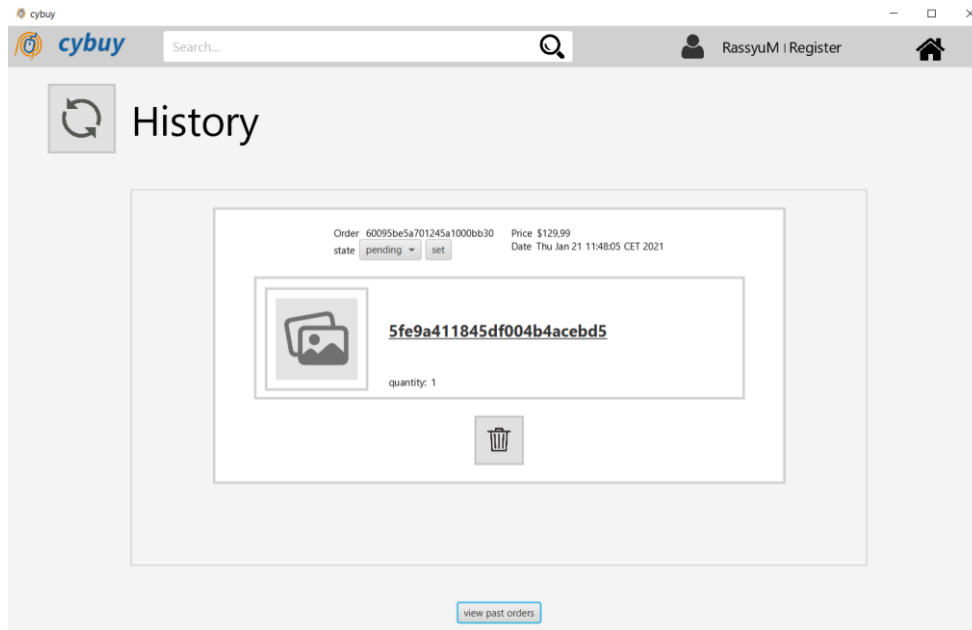 cybuy
cybuy
Search...
RassyuM | Register
History
Order 60095be5a701245a1000bb30 Price $129,99
state pending set Date Thu Jan 21 11:48:05 CET 2021
5fe9a411845df004b4acebd5
quantity: 1
view past orders